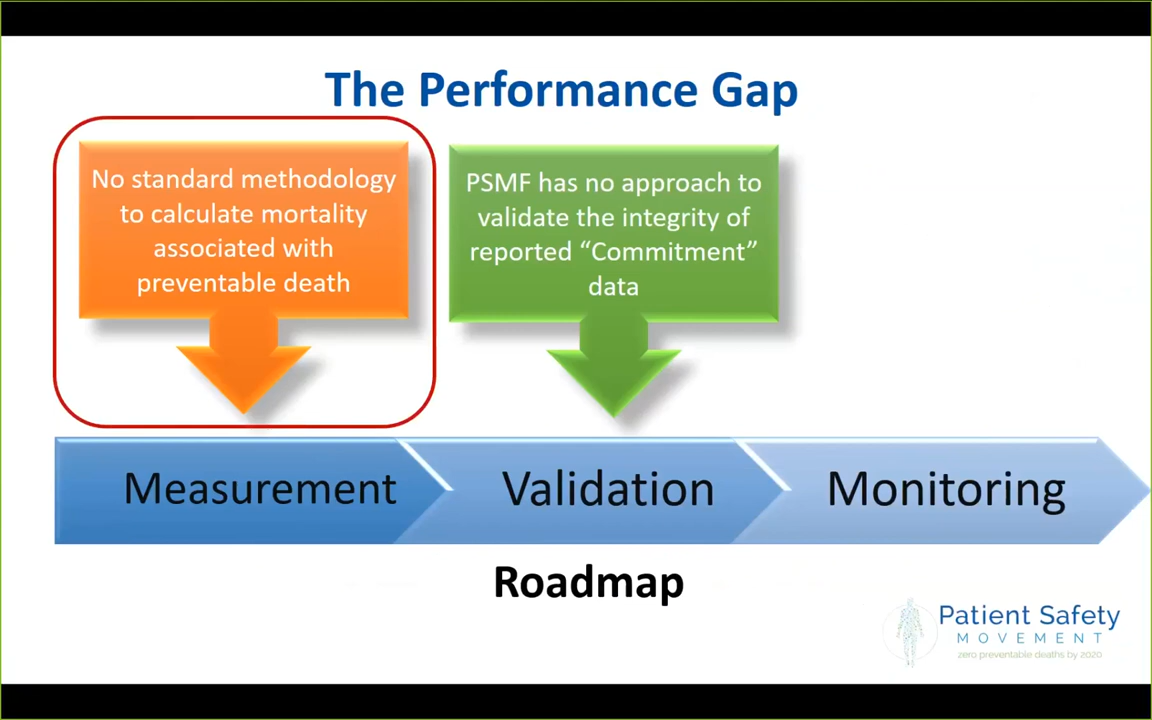 The Performance Gap
No standard methodology
to calculate mortality
associated with
preventable death
PSMF has no approach to
validate the integrity of
reported “Commitment”
data
Measurement
Validation
Monitoring
Roadmap
Patient Safety
MOVEMENT
zero preventable deaths by 2020